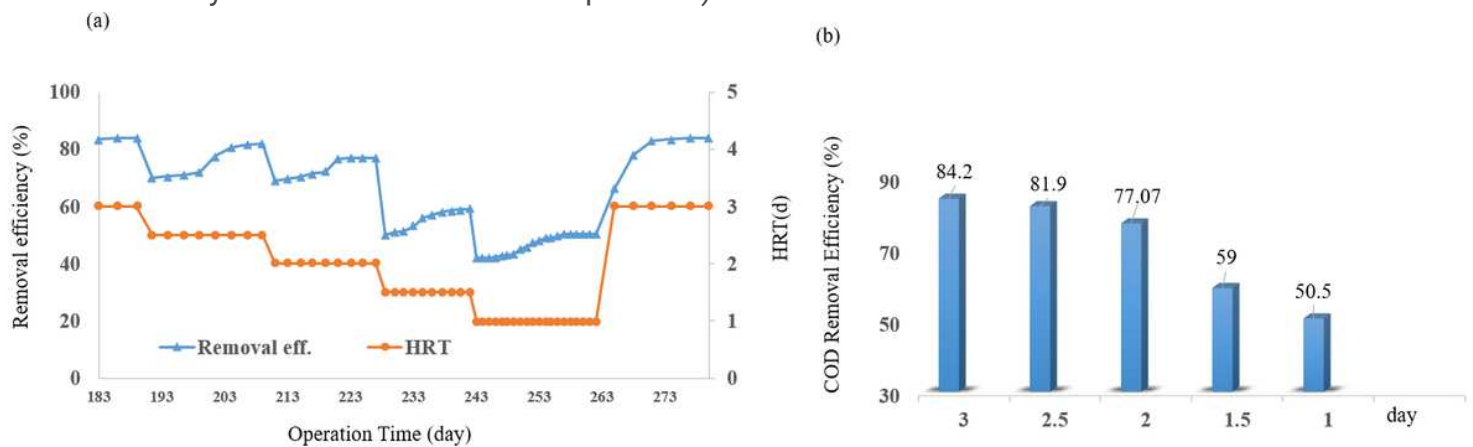 (a)
100
80
60
40
20
0
Removal efficiency (%)
5
4
3
2
1
0
HRT(d)
Removal eff.
HRT
183 193 203 213 223 233 243 253 263 273
Operation Time (day)
(b)
COD Removal Efficiency (%)
90
70
50
30
84.2
81.9
77.07
59
50.5
3 2.5 2 1.5 1 day